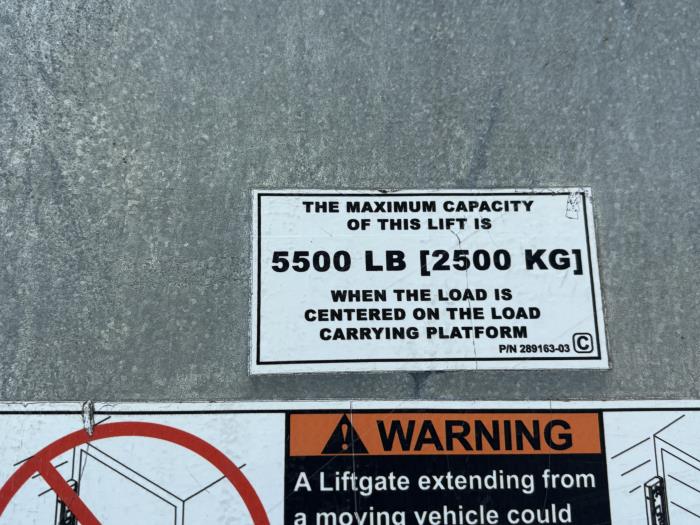 THE MAXIMUM CAPACITY
OF THIS LIFT IS
5500 LB [2500 KG]
WHEN THE LOAD IS
CENTERED ON THE LOAD
CARRYING PLATFORM
P/N 289163-03 C
WARNING
A Liftgate extending from
a moving vehicle could